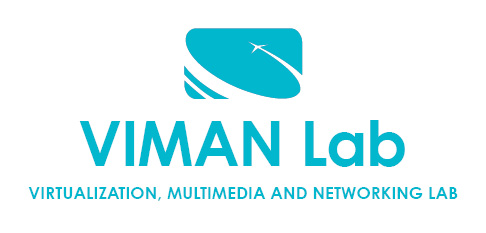 VIMAN Lab
VIRTUALIZATION, MULTIMEDIA AND NETWORKING LAB